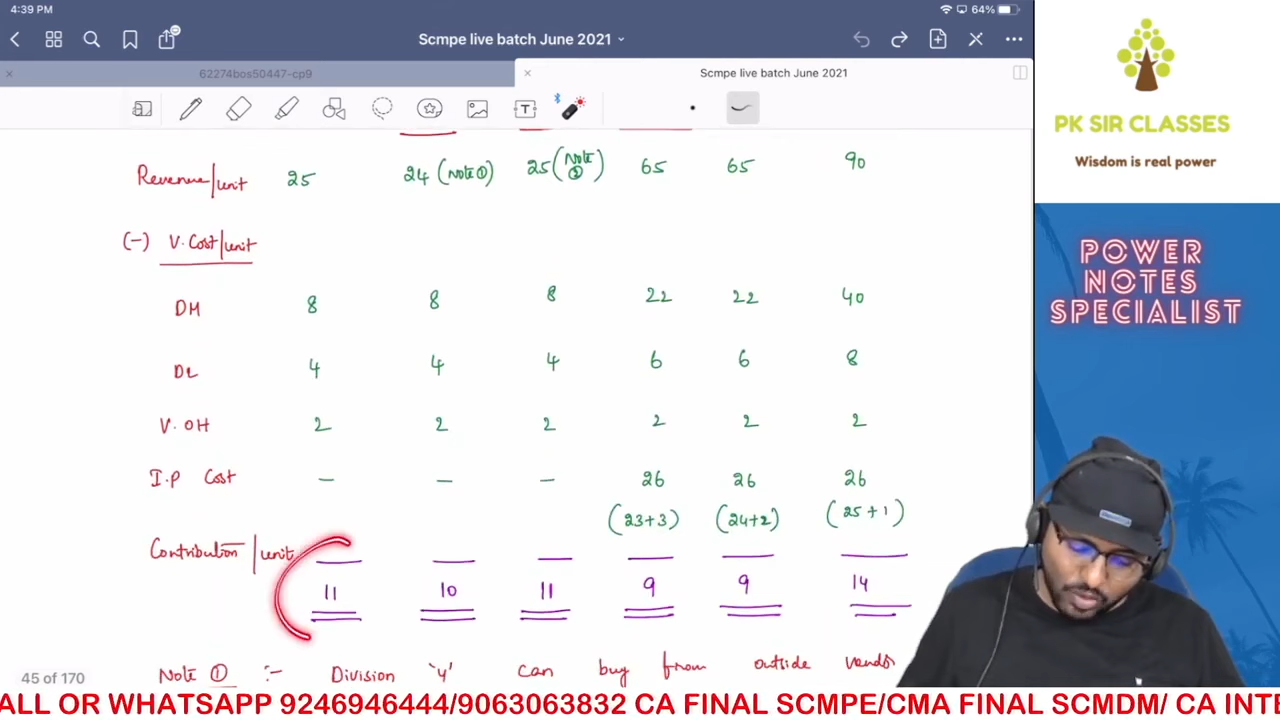 4:39 PM
64%
Scmpe live batch June 2021
62274bos50447-cp9
Scmpe live batch June 2021
T
PK SIR CLASSES
Wisdom is real power
POWER
NOTES
SPECIALIST
Revenue/unit 25 24 (Note ①) 25 (Note ②) 65 65 90
(-) V. Cost/unit
DM 8 8 8 22 22 40
DL 4 4 4 6 6 8
V. OH 2 2 2 2 2 2
I.P Cost - - - 26 26 26
(23+3) (24+2) (25+1)
Contribution/unit
11 10 11 9 9 14
Note ① :- Division 'y' can buy from outside vendor
45 of 170
ALL OR WHATSAPP 9246946444/9063063832 CA FINAL SCMPE/CMA FINAL SCMDM/ CA INTE